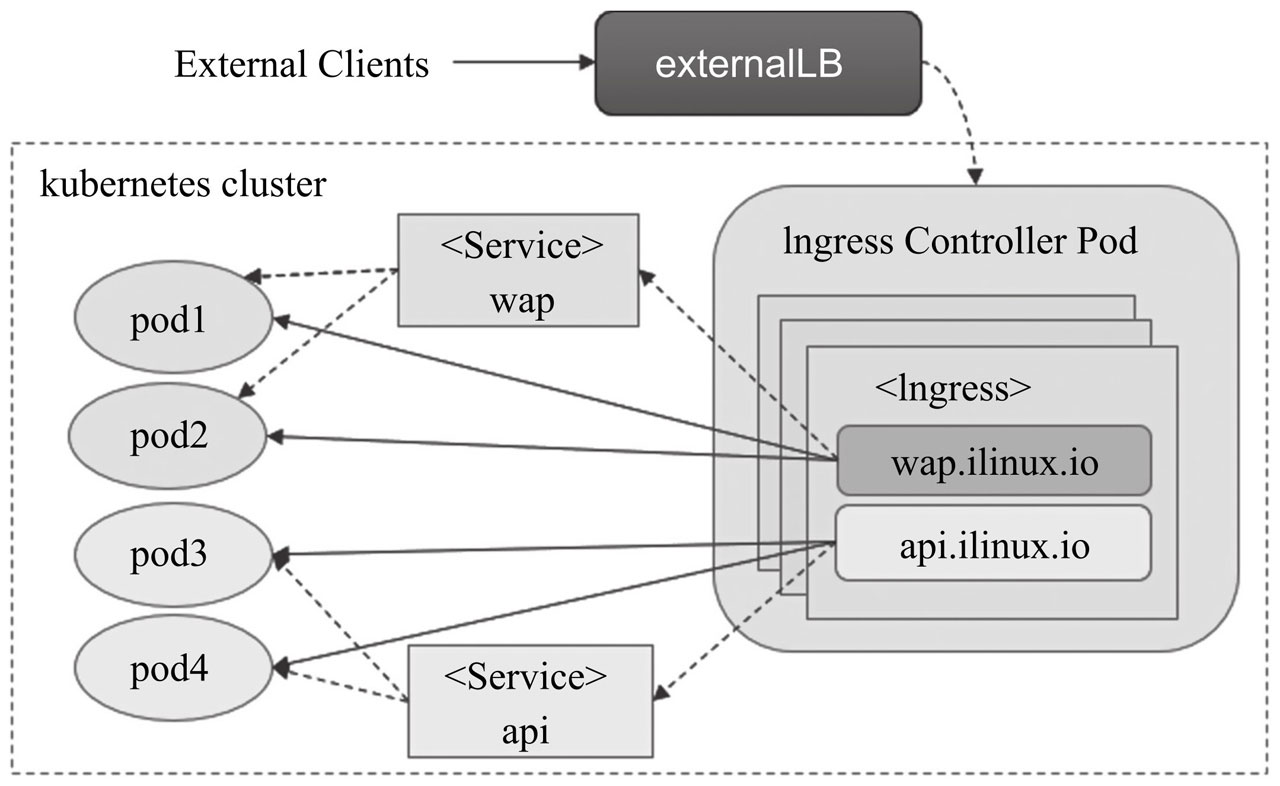 External Clients
externalLB
kubernetes cluster
<Service>
wap
lngress Controller Pod
pod1
pod2
<lngress>
wap.ilinux.io
api.ilinux.io
pod3
pod4
<Service>
api